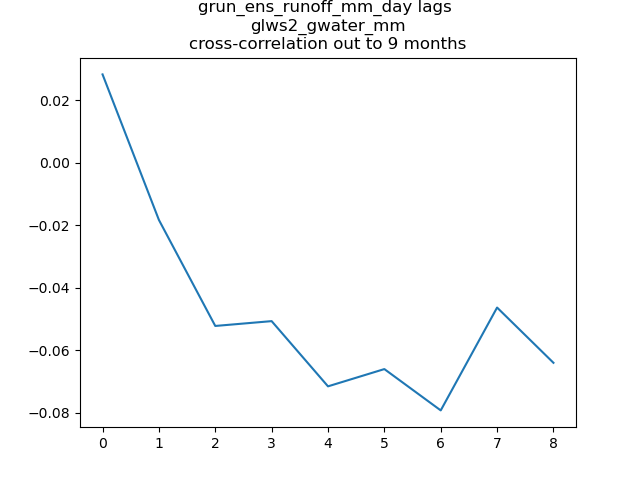 grun_ens_runoff_mm_day lags
glws2_gwater_mm
cross-correlation out to 9 months
0.02
0.00
−0.02
−0.04
−0.06
−0.08
0 1 2 3 4 5 6 7 8